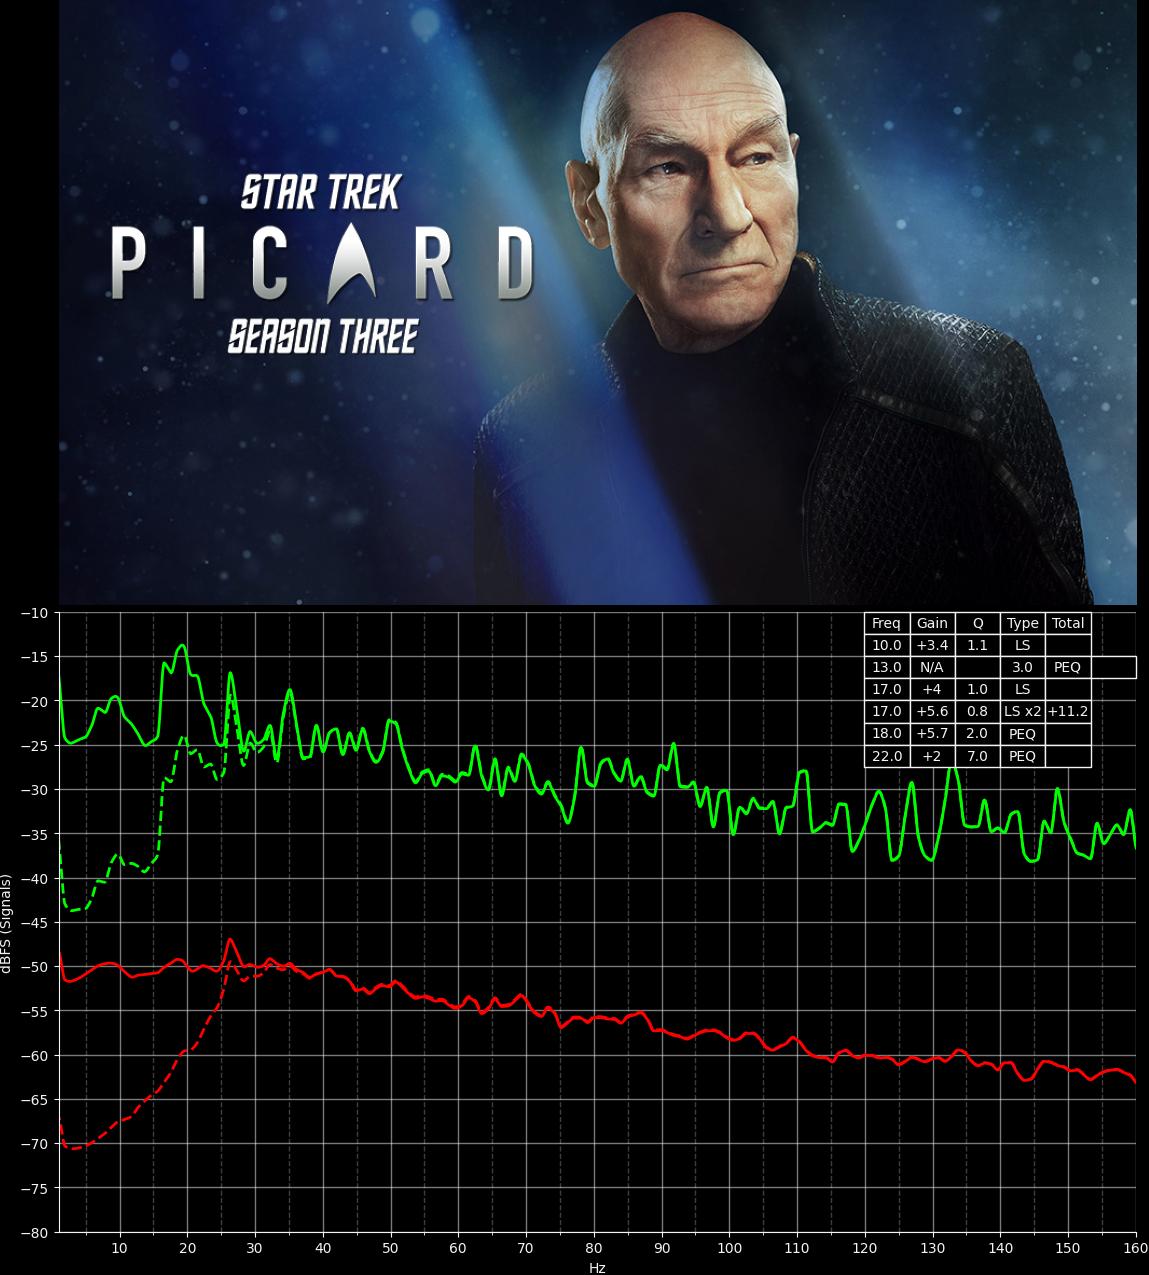 STAR TREK
PICARD
SEASON THREE
Freq Gain Q Type Total
10.0 +3.4 1.1 LS
13.0 N/A 3.0 PEQ
17.0 +4 1.0 LS
17.0 +5.6 0.8 LS x2 +11.2
18.0 +5.7 2.0 PEQ
22.0 +2 7.0 PEQ
−10
−15
−20
−25
−30
−35
−40
−45
−50
−55
−60
−65
−70
−75
−80
dBFS (Signals)
10 20 30 40 50 60 70 80 90 100 110 120 130 140 150 160
Hz